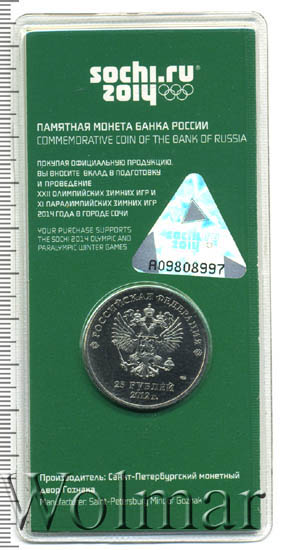 sochi.ru
2014
ПАМЯТНАЯ МОНЕТА БАНКА РОССИИ
COMMEMORATIVE COIN OF THE BANK OF RUSSIA
ПОКУПАЯ ОФИЦИАЛЬНУЮ ПРОДУКЦИЮ,
ВЫ ВНОСИТЕ ВКЛАД В ПОДГОТОВКУ
И ПРОВЕДЕНИЕ
XXII ОЛИМПИЙСКИХ ЗИМНИХ ИГР И
XI ПАРАЛИМПИЙСКИХ ЗИМНИХ ИГР
2014 ГОДА В ГОРОДЕ СОЧИ
YOUR PURCHASE SUPPORTS
THE SOCHI 2014 OLYMPIC AND
PARALYMPIC WINTER GAMES
sochi
2014
A09808997
РОССИЙСКАЯ ФЕДЕРАЦИЯ
25 РУБЛЕЙ
2012 г.
Производитель: Санкт-Петербургский монетный
двор Гознака
Manufacturer: Saint-Petersburg Mint of Goznak
Wolmar